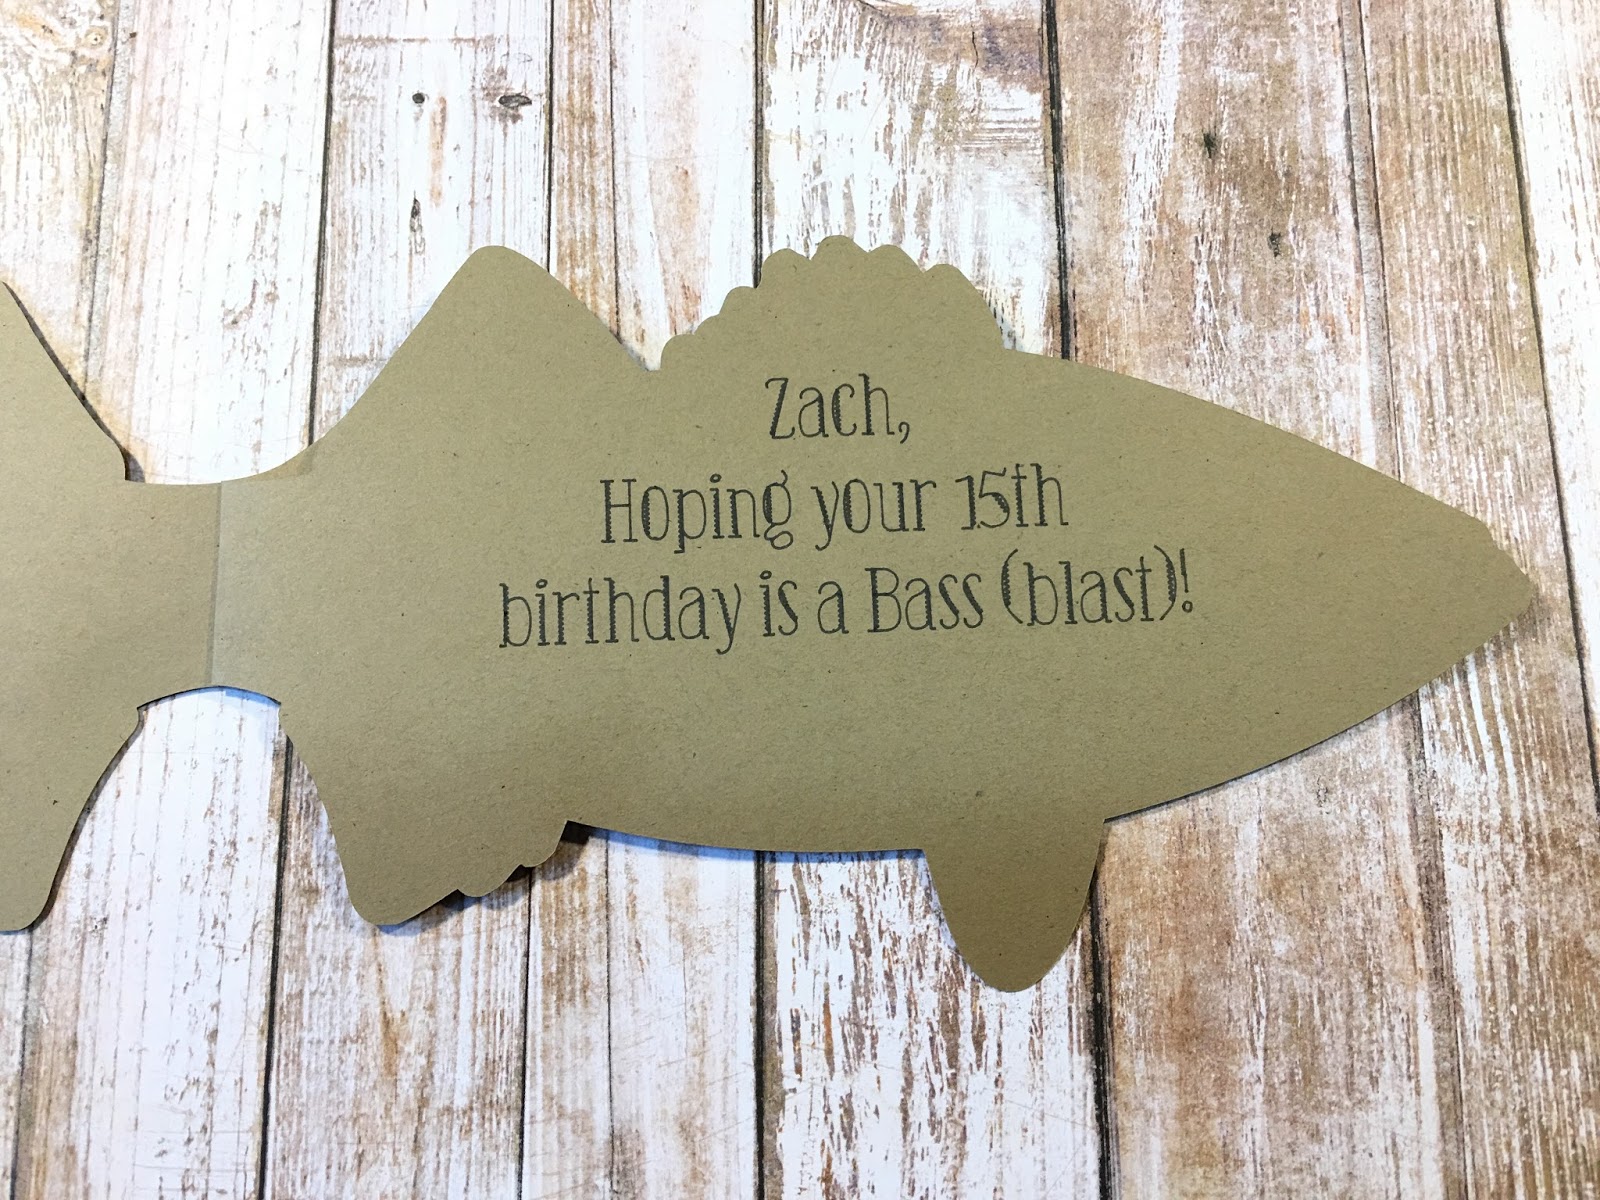 Zach,
Hoping your 15th
birthday is a Bass (blast)!